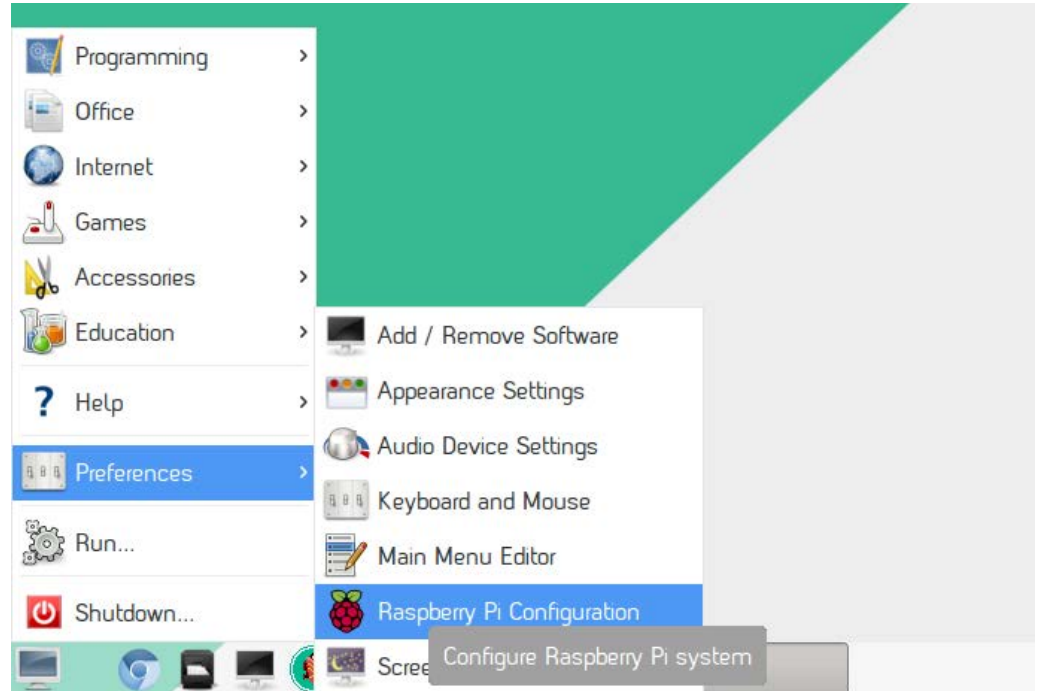 Programming
Office
Internet
Games
Accessories
Education
Help
Preferences
Run...
Shutdown...
Add / Remove Software
Appearance Settings
Audio Device Settings
Keyboard and Mouse
Main Menu Editor
Raspberry Pi Configuration
Scree
Configure Raspberry Pi system